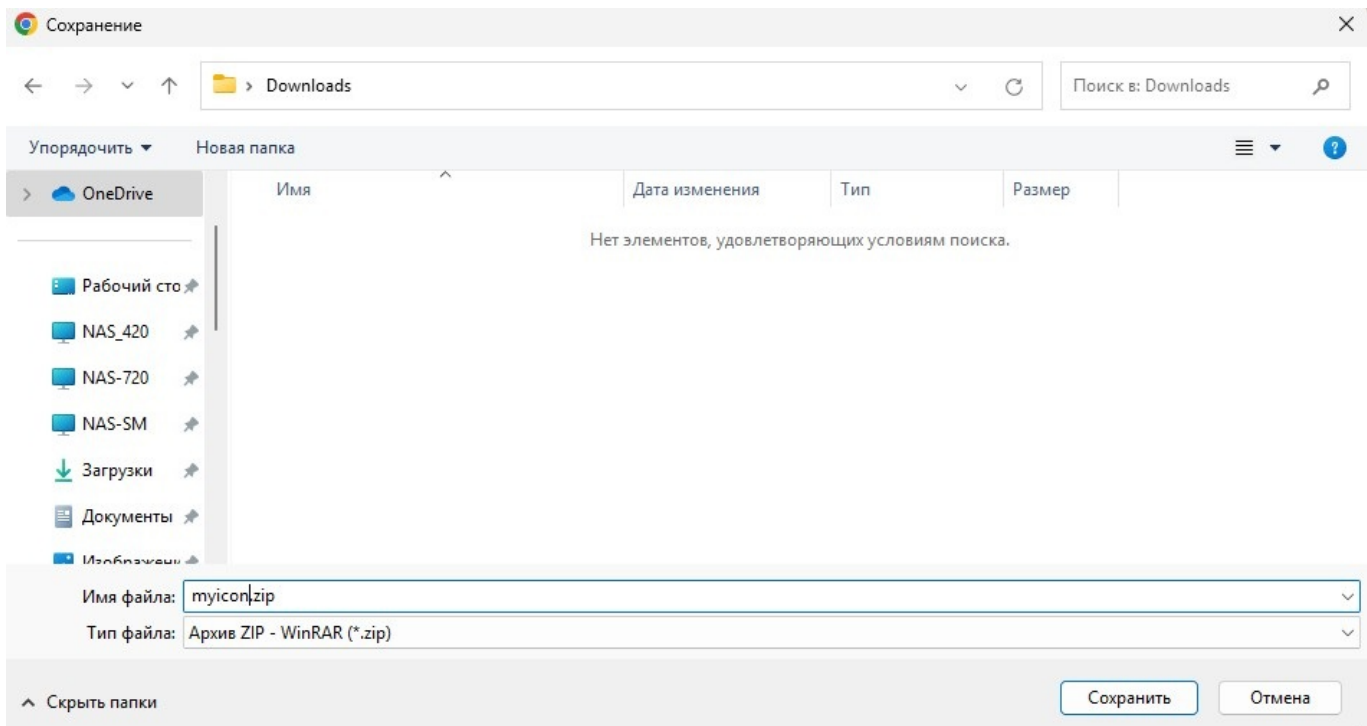 Сохранение
Downloads
Поиск в: Downloads
Упорядочить Новая папка
OneDrive
Имя Дата изменения Тип Размер
Нет элементов, удовлетворяющих условиям поиска.
Рабочий сто
NAS_420
NAS-720
NAS-SM
Загрузки
Документы
Изображени
Имя файла: myicon.zip
Тип файла: Архив ZIP - WinRAR (*.zip)
Скрыть папки Сохранить Отмена